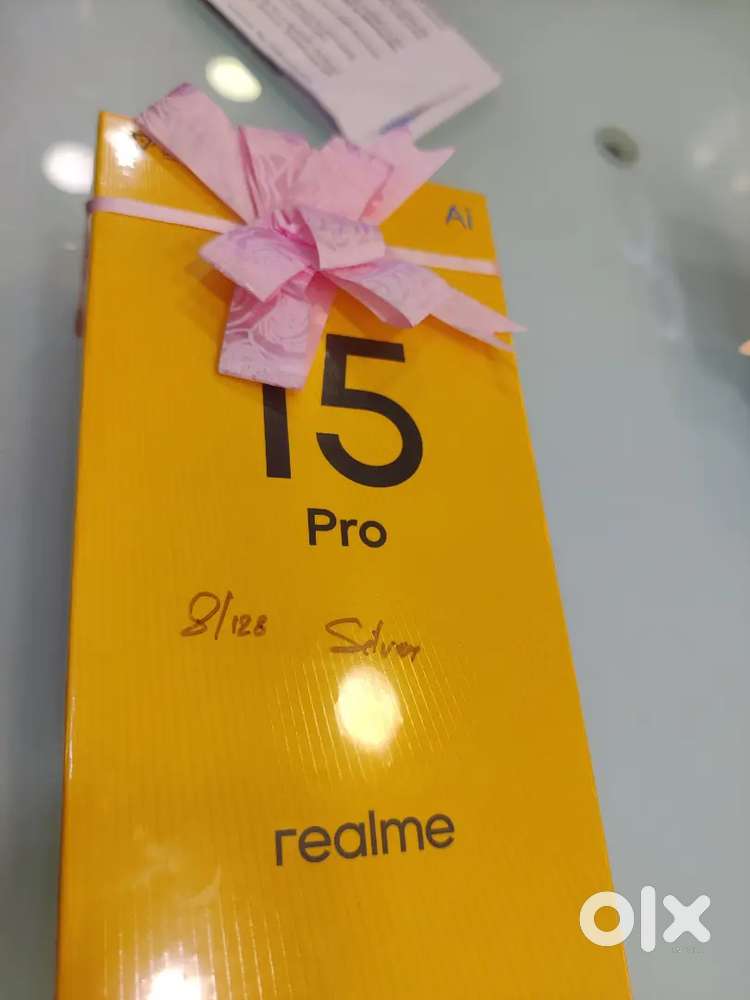 Ai
15
Pro
8/128 Silver
realme
olx